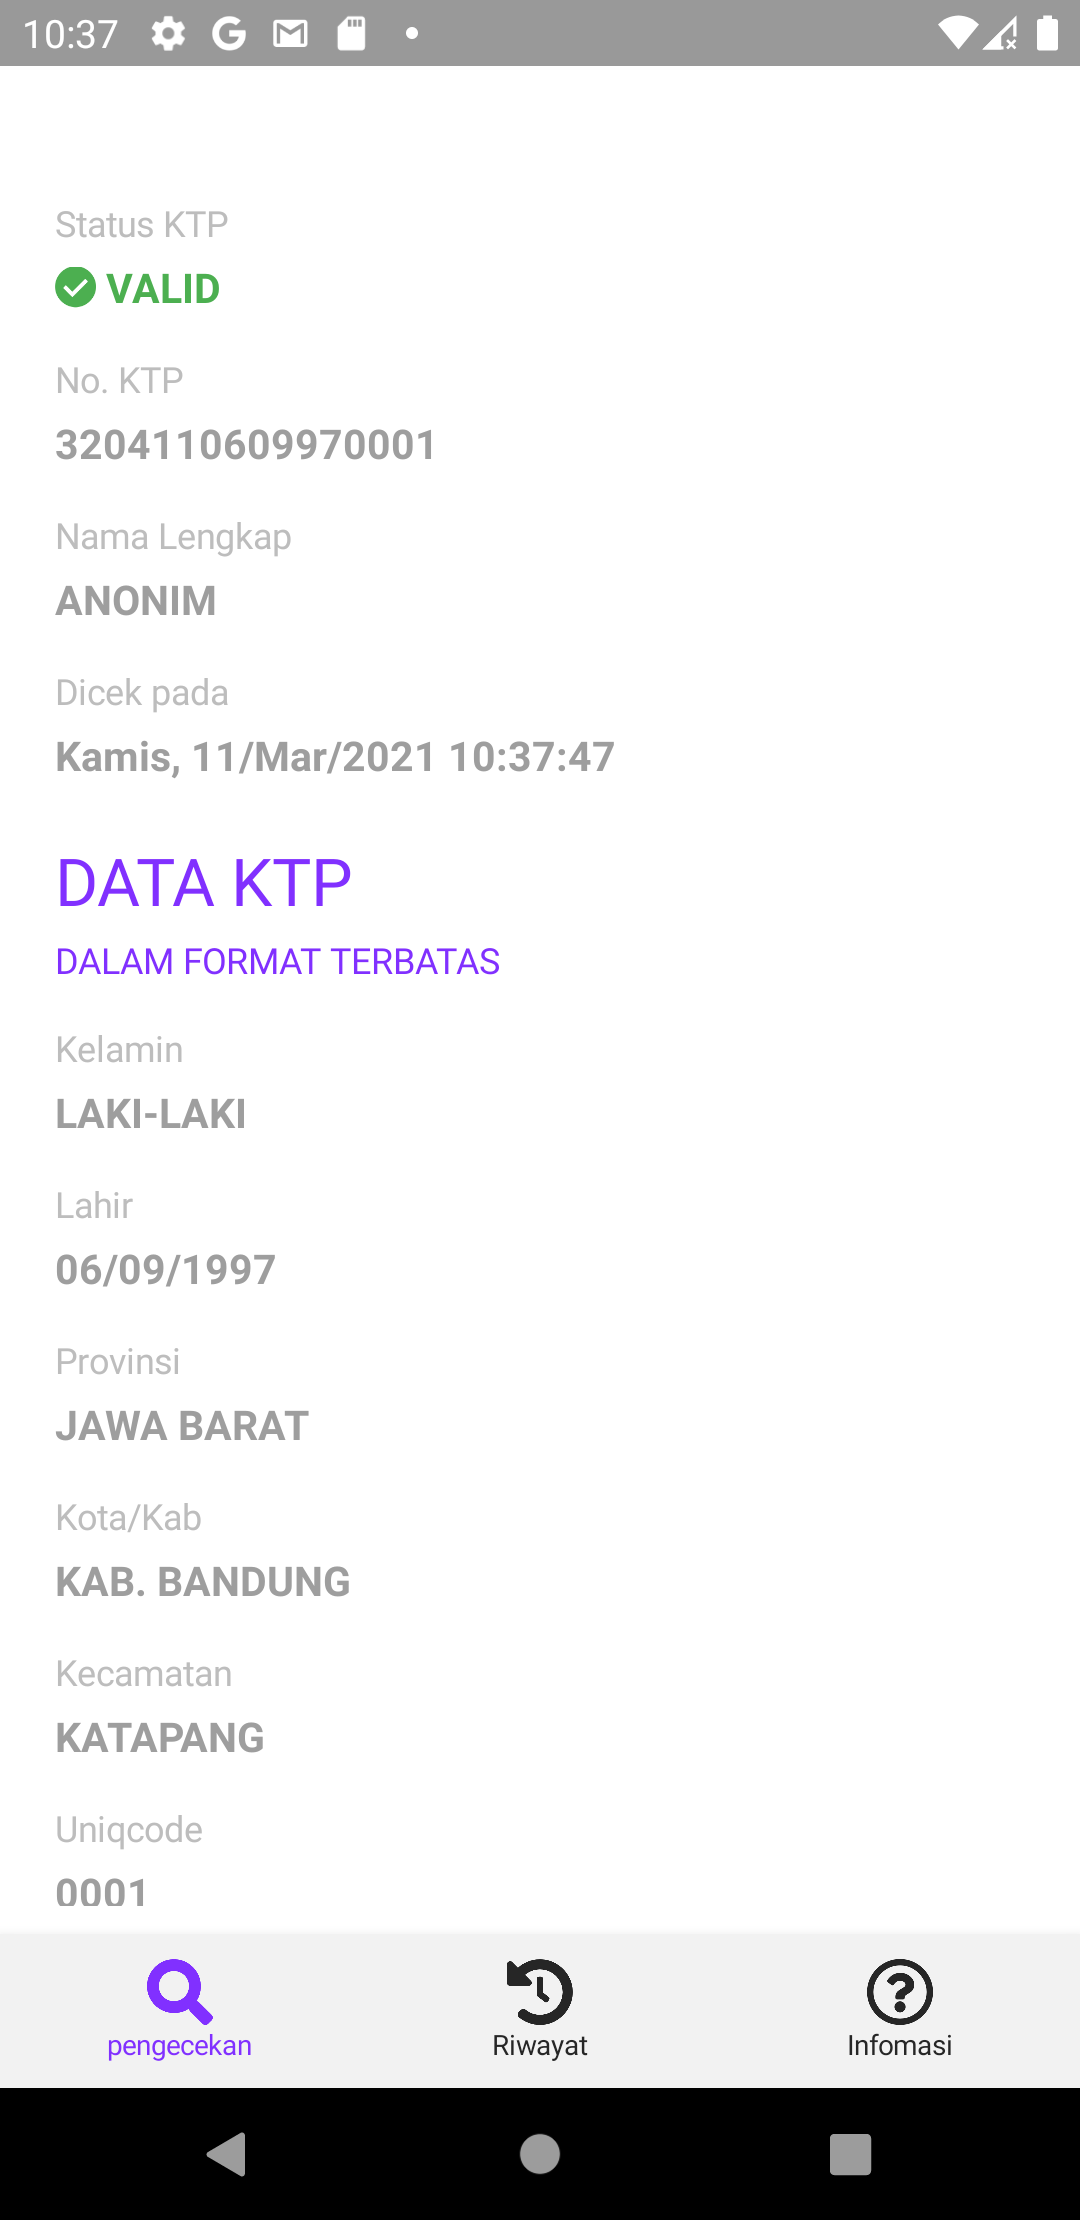 10:37
Status KTP
VALID
No. KTP
3204110609970001
Nama Lengkap
ANONIM
Dicek pada
Kamis, 11/Mar/2021 10:37:47
DATA KTP
DALAM FORMAT TERBATAS
Kelamin
LAKI-LAKI
Lahir
06/09/1997
Provinsi
JAWA BARAT
Kota/Kab
KAB. BANDUNG
Kecamatan
KATAPANG
Uniqcode
0001
pengecekan
Riwayat
Infomasi